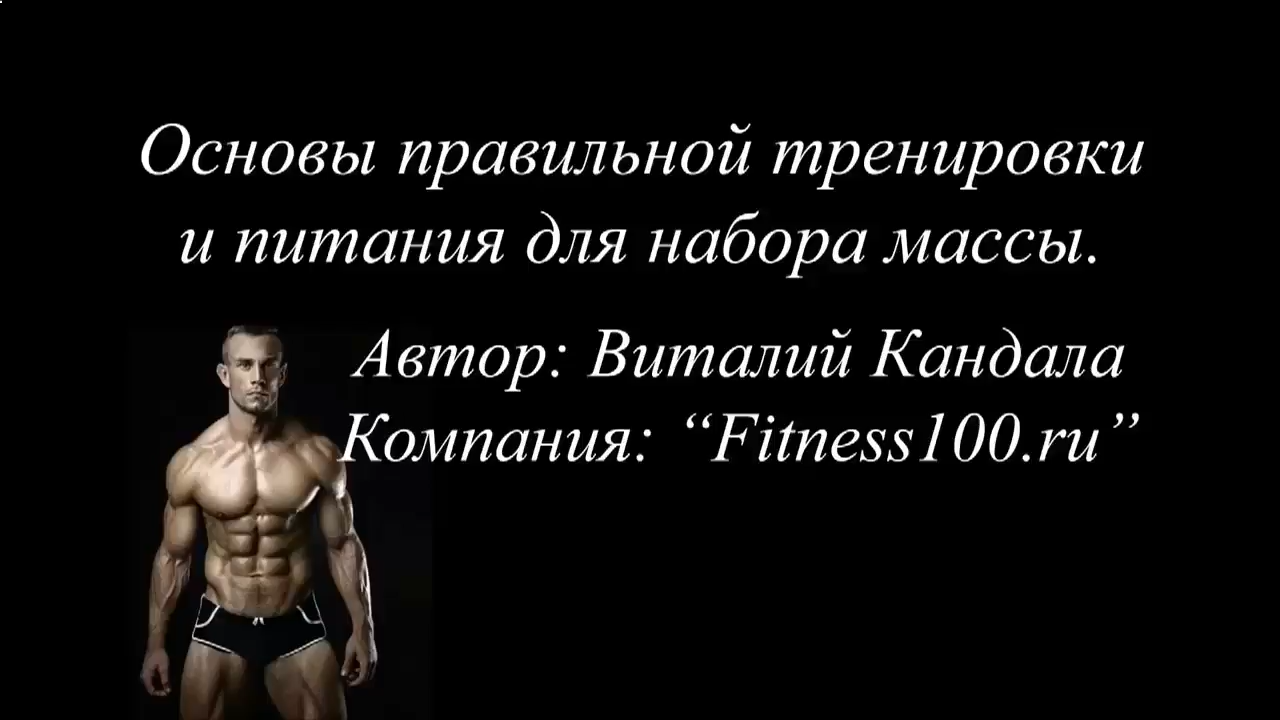 Основы правильной тренировки
и питания для набора массы.
Автор: Виталий Кандала
Компания: “Fitness100.ru”